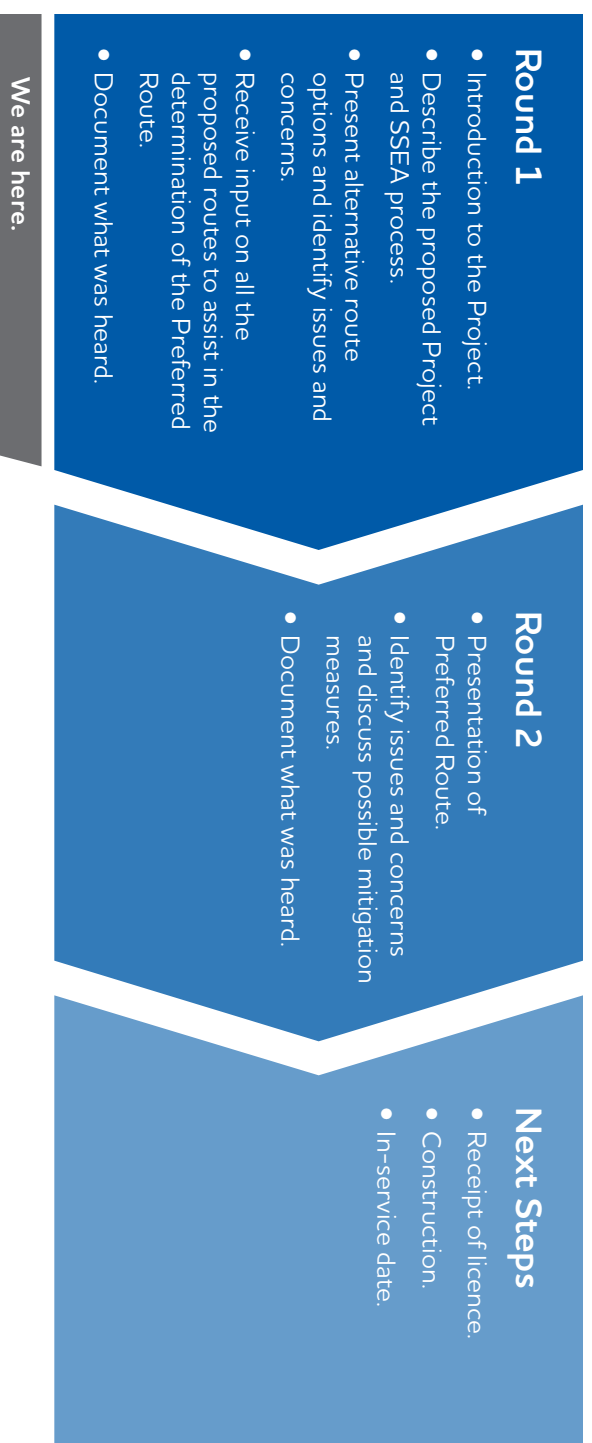 Round 1
• Introduction to the Project.
• Describe the proposed Project
and SSEA process.
• Present alternative route
options and identify issues and
concerns.
• Receive input on all the
proposed routes to assist in the
determination of the Preferred
Route.
• Document what was heard.
We are here.
Round 2
• Presentation of
Preferred Route.
• Identify issues and concerns
and discuss possible mitigation
measures.
• Document what was heard.
Next Steps
• Receipt of licence.
• Construction.
• In-service date.